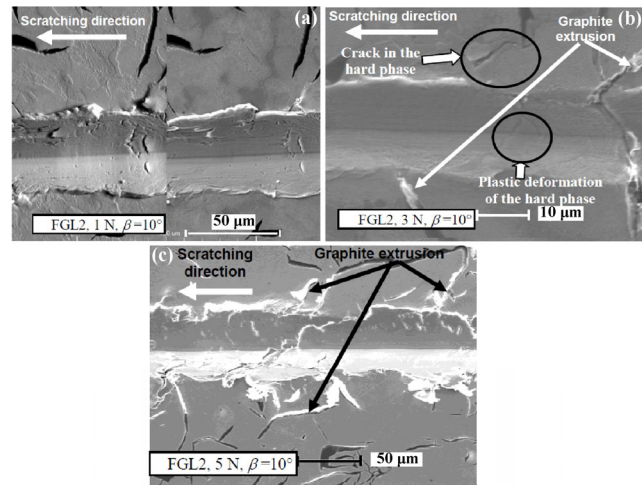 Scratching direction
(a)
FGL2, 1 N, β=10°
50 μm
Scratching direction
(b)
Graphite
extrusion
Crack in the
hard phase
Plastic deformation
of the hard phase
FGL2, 3 N, β=10°
10 μm
(c)
Scratching
direction
Graphite extrusion
FGL2, 5 N, β=10°
50 μm